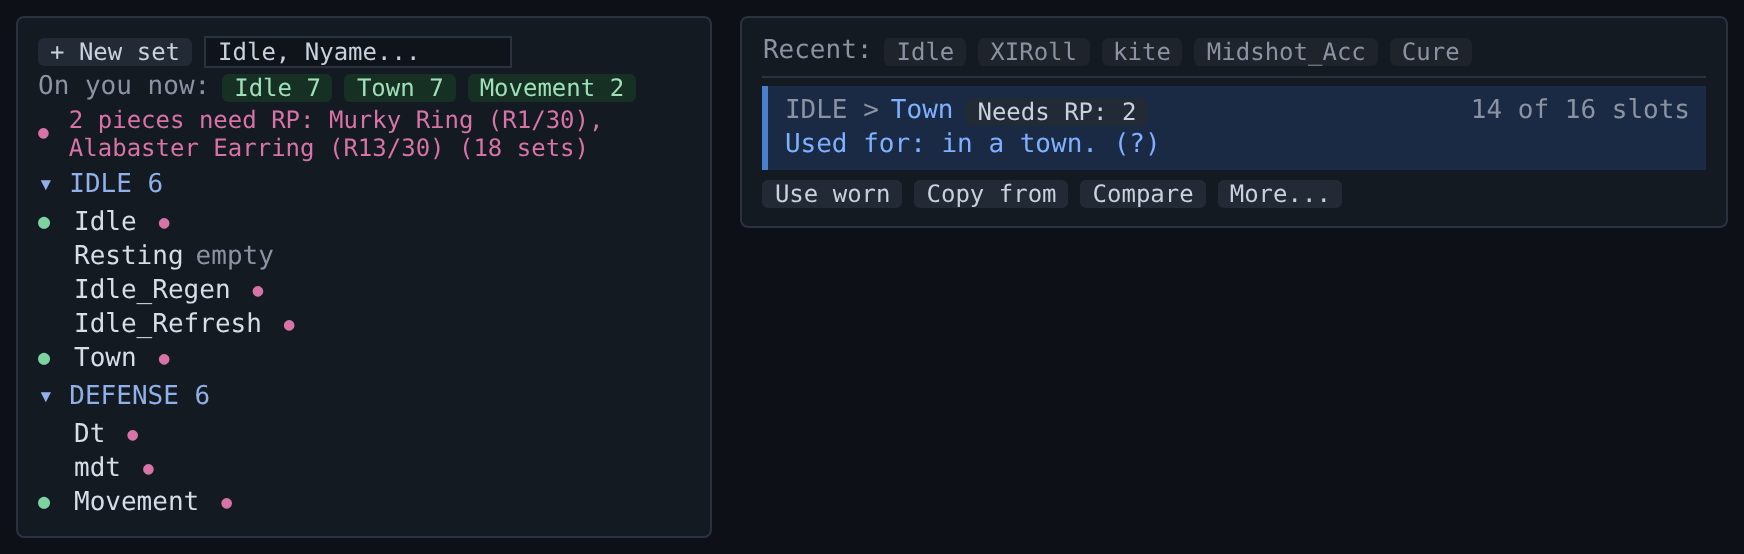 + New set Idle, Nyame...
On you now: Idle 7 Town 7 Movement 2
2 pieces need RP: Murky Ring (R1/30),
Alabaster Earring (R13/30) (18 sets)
▾ IDLE 6
Idle
Resting empty
Idle_Regen
Idle_Refresh
Town
▾ DEFENSE 6
Dt
mdt
Movement
Recent: Idle XIRoll kite Midshot_Acc Cure
IDLE > Town Needs RP: 2 14 of 16 slots
Used for: in a town. (?)
Use worn Copy from Compare More...